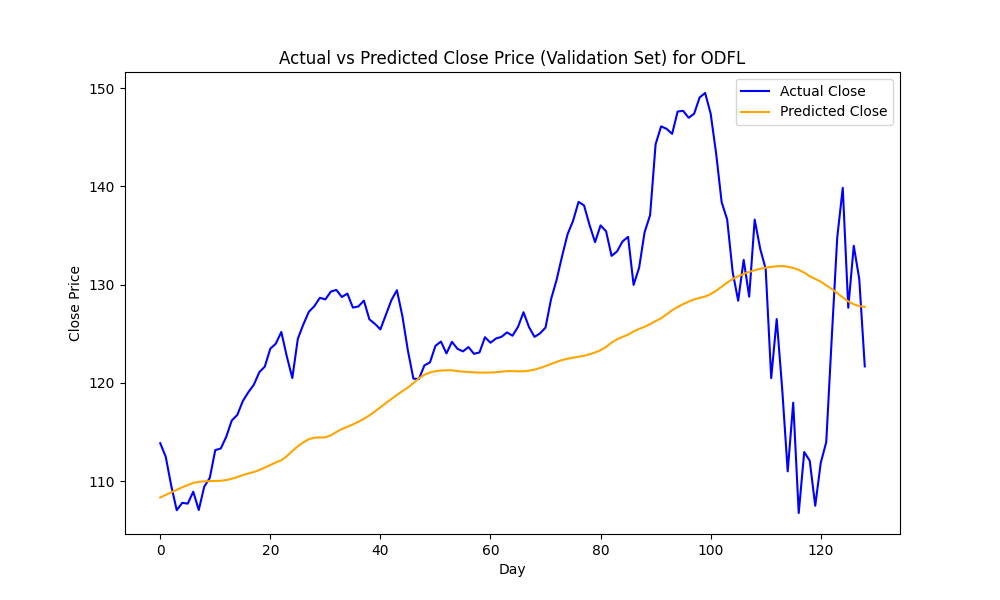 Actual vs Predicted Close Price (Validation Set) for ODFL
Actual Close
Predicted Close
150
140
130
120
110
Close Price
0 20 40 60 80 100 120
Day